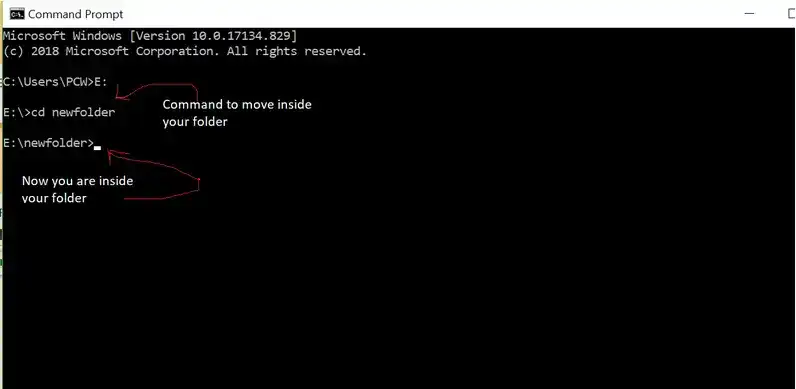 Command Prompt
Microsoft Windows [Version 10.0.17134.829]
(c) 2018 Microsoft Corporation. All rights reserved.
C:\Users\PCW>E:
E:\>cd newfolder
Command to move inside
your folder
E:\newfolder>
Now you are inside
your folder